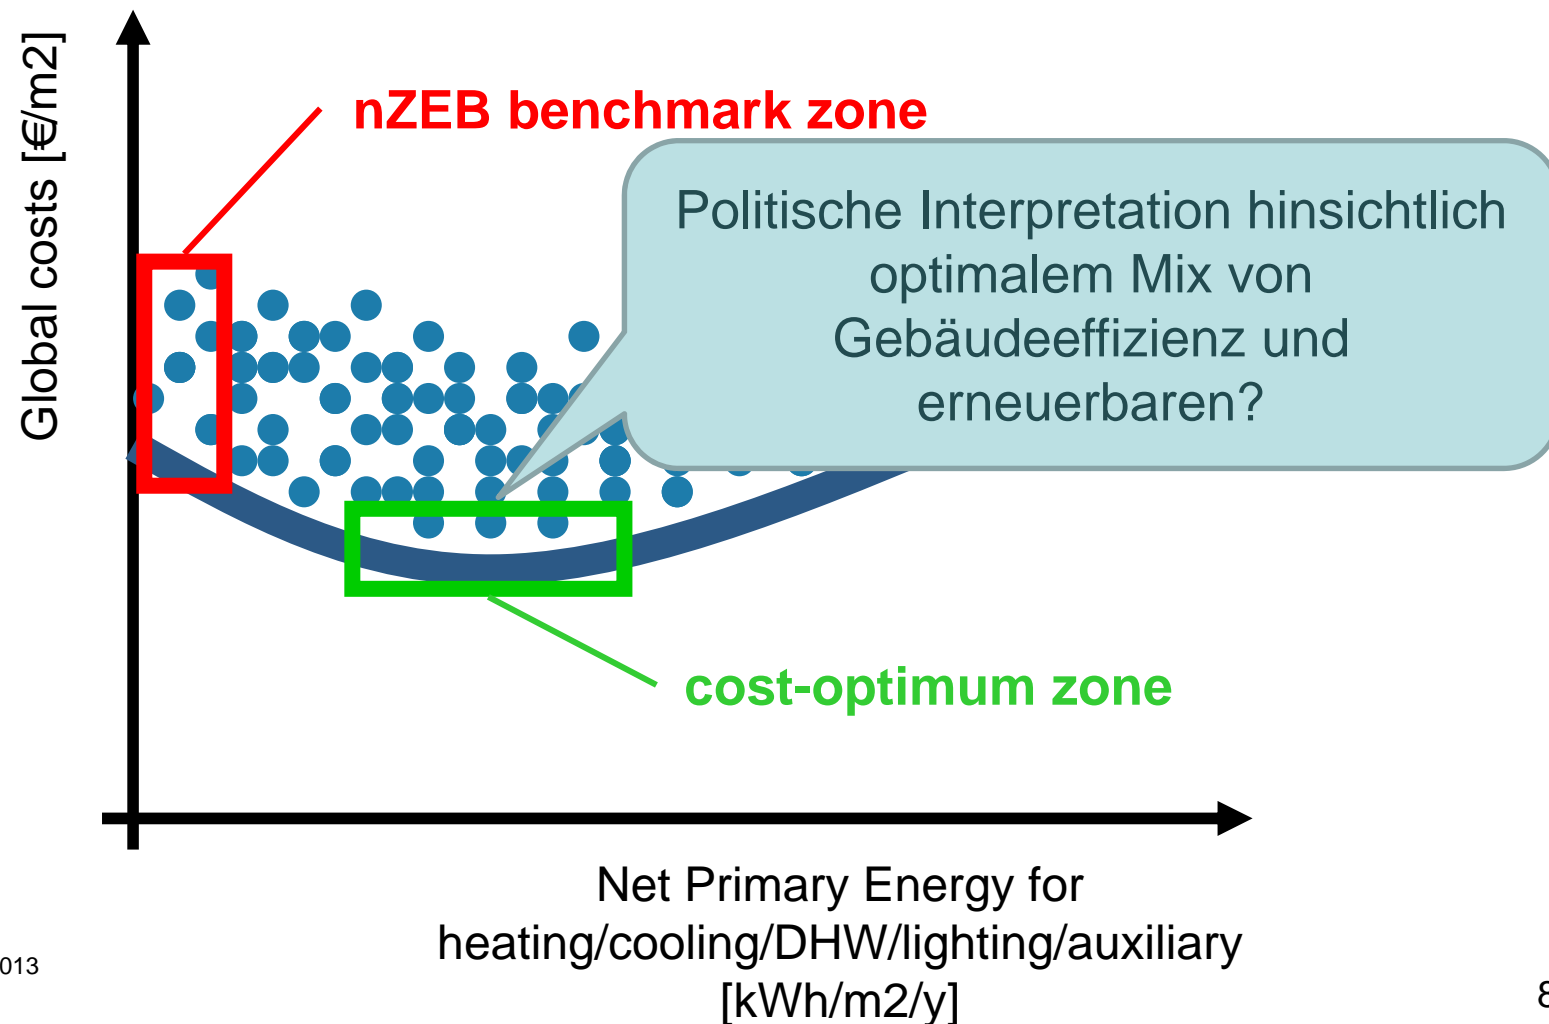 Global costs [€/m2]
nZEB benchmark zone
Politische Interpretation hinsichtlich
optimalem Mix von
Gebäudeeffizienz und
erneuerbaren?
cost-optimum zone
Net Primary Energy for
heating/cooling/DHW/lighting/auxiliary
[kWh/m2/y]
013
8